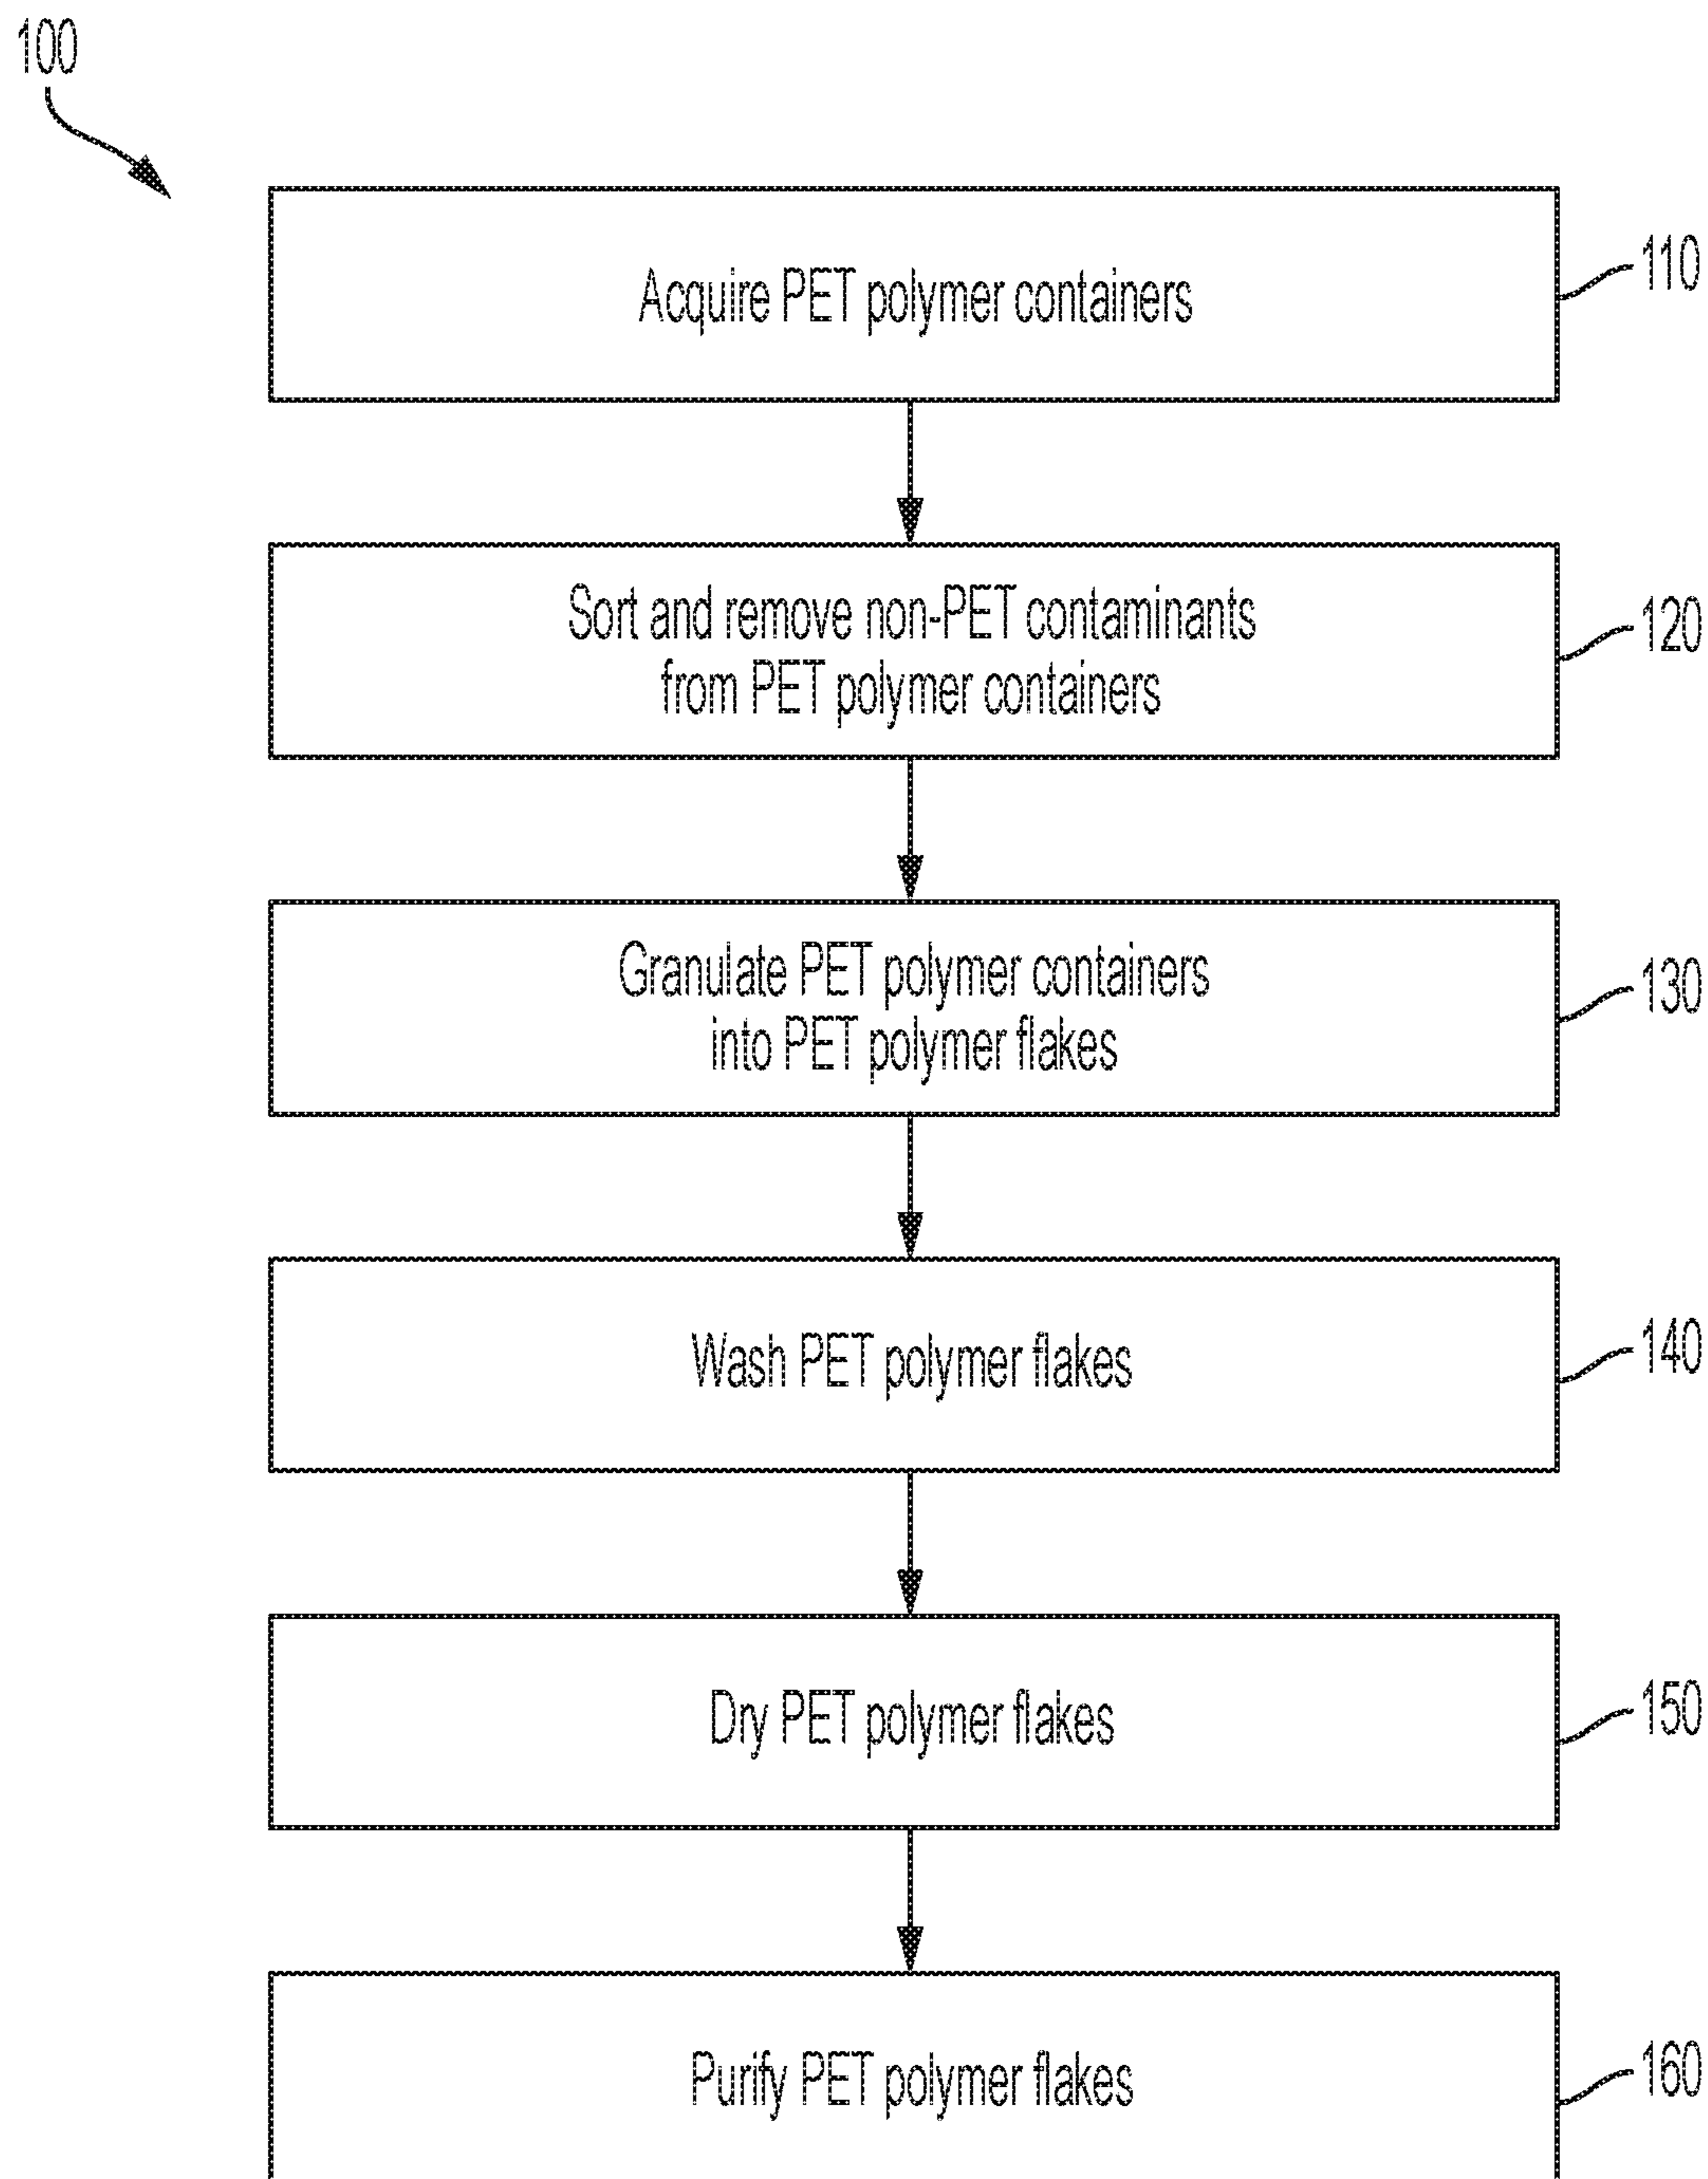 100
Acquire PET polymer containers
110
Sort and remove non-PET contaminants
from PET polymer containers
120
Granulate PET polymer containers
into PET polymer flakes
130
Wash PET polymer flakes
140
Dry PET polymer flakes
150
Purify PET polymer flakes
160